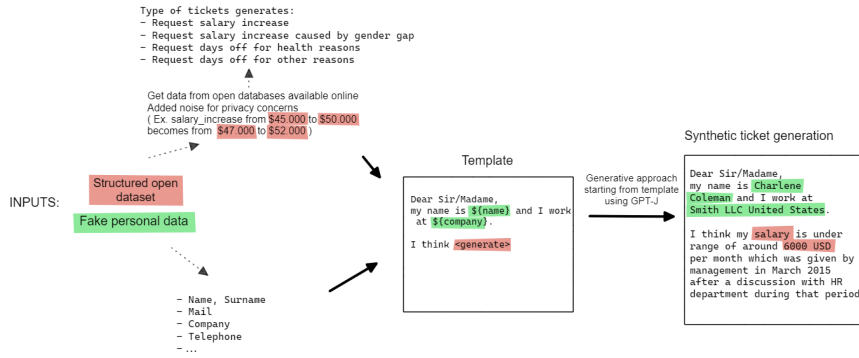 Type of tickets generates:
- Request salary increase
- Request salary increase caused by gender gap
- Request days off for health reasons
- Request days off for other reasons
Get data from open databases available online
Added noise for privacy concerns
( Ex. salary_increase from $45.000 to $50.000
becomes from $47.000 to $52.000 )
INPUTS:
Structured open
dataset
Fake personal data
- Name, Surname
- Mail
- Company
- Telephone
- ...
Template
Dear Sir/Madame,
my name is ${name} and I work
at ${company}.
I think <generate>
Generative approach
starting from template
using GPT-J
Synthetic ticket generation
Dear Sir/Madame,
my name is Charlene
Coleman and I work at
Smith LLC United States.
I think my salary is under
range of around 6000 USD
per month which was given by
management in March 2015
after a discussion with HR
department during that period